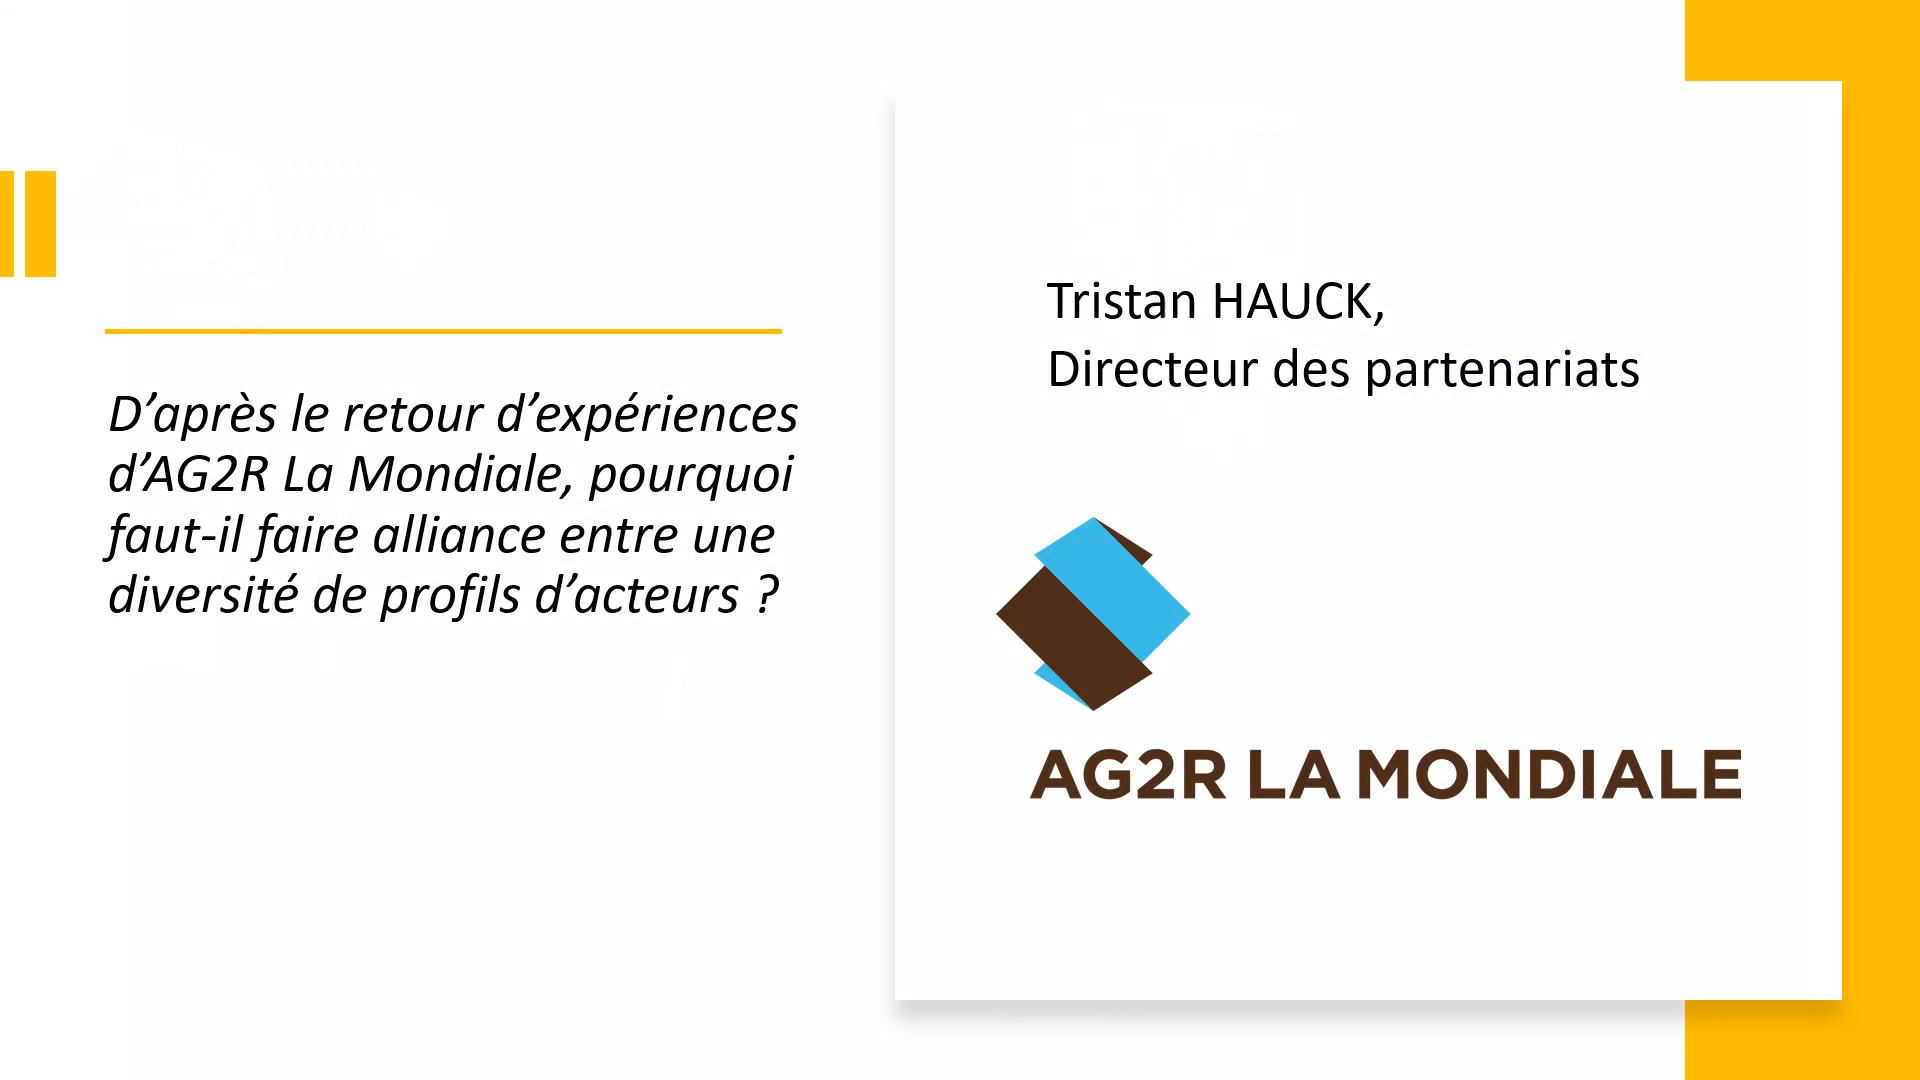 D’après le retour d’expériences
d’AG2R La Mondiale, pourquoi
faut-il faire alliance entre une
diversité de profils d’acteurs ?
Tristan HAUCK,
Directeur des partenariats
AG2R LA MONDIALE